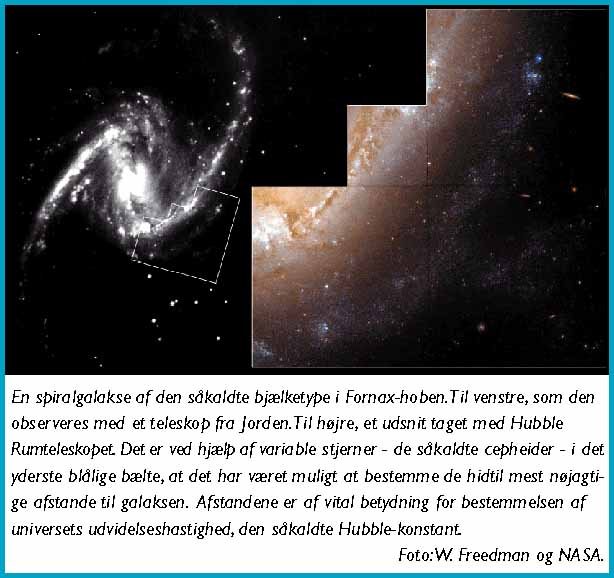 En spiralgalakse af den såkaldte bjælketype i Fornax-hoben. Til venstre, som den
observeres med et teleskop fra Jorden. Til højre, et udsnit taget med Hubble
Rumteleskopet. Det er ved hjælp af variable stjerner - de såkaldte cepheider - i det
yderste blålige bælte, at det har været muligt at bestemme de hidtil mest nøjagti-
ge afstande til galaksen. Afstandene er af vital betydning for bestemmelsen af
universets udvidelseshastighed, den såkaldte Hubble-konstant.
Foto: W. Freedman og NASA.